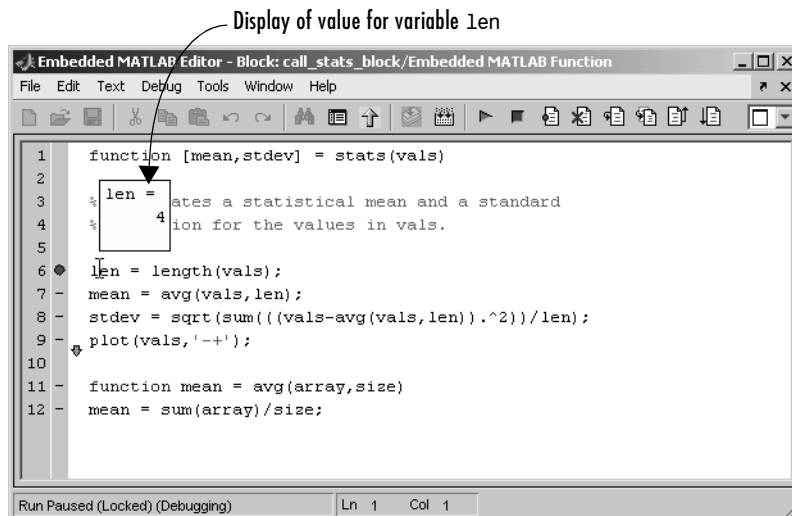 Display of value for variable len
Embedded MATLAB Editor - Block: call_stats_block/Embedded MATLAB Function
File Edit Text Debug Tools Window Help
1 function [mean,stdev] = stats(vals)
2
len =
4
3 % ates a statistical mean and a standard
4 % ion for the values in vals.
5
6 len = length(vals);
7 - mean = avg(vals,len);
8 - stdev = sqrt(sum(((vals-avg(vals,len)).^2))/len);
9 - plot(vals,'-+');
10
11 - function mean = avg(array,size)
12 - mean = sum(array)/size;
Run Paused (Locked) (Debugging) Ln 1 Col 1